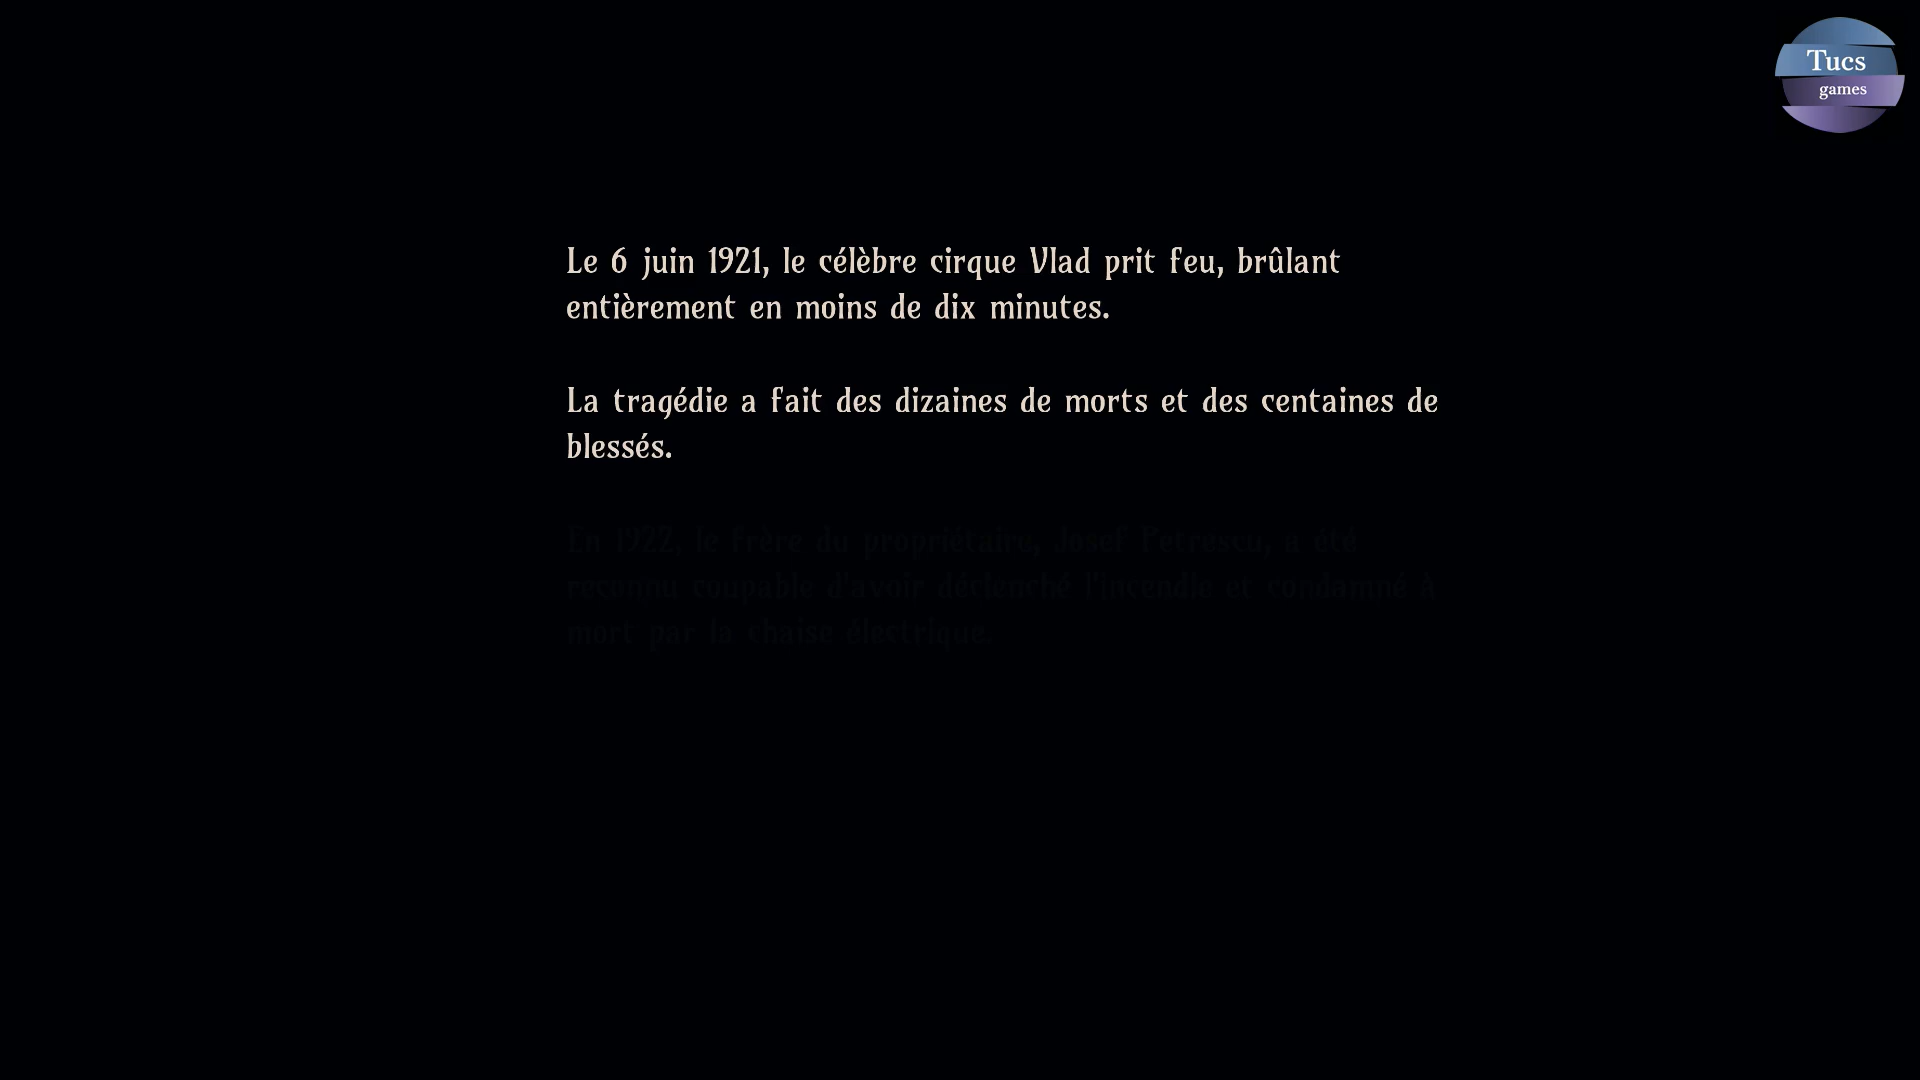 Tucs
games
Le 6 juin 1921, le célèbre cirque Vlad prit feu, brûlant
entièrement en moins de dix minutes.
La tragédie a fait des dizaines de morts et des centaines de
blessés.
En 1922, le frère du propriétaire, Josef Petrescu, a été
reconnu coupable d'avoir déclenché l'incendie et condamné à
mort par la chaise électrique.